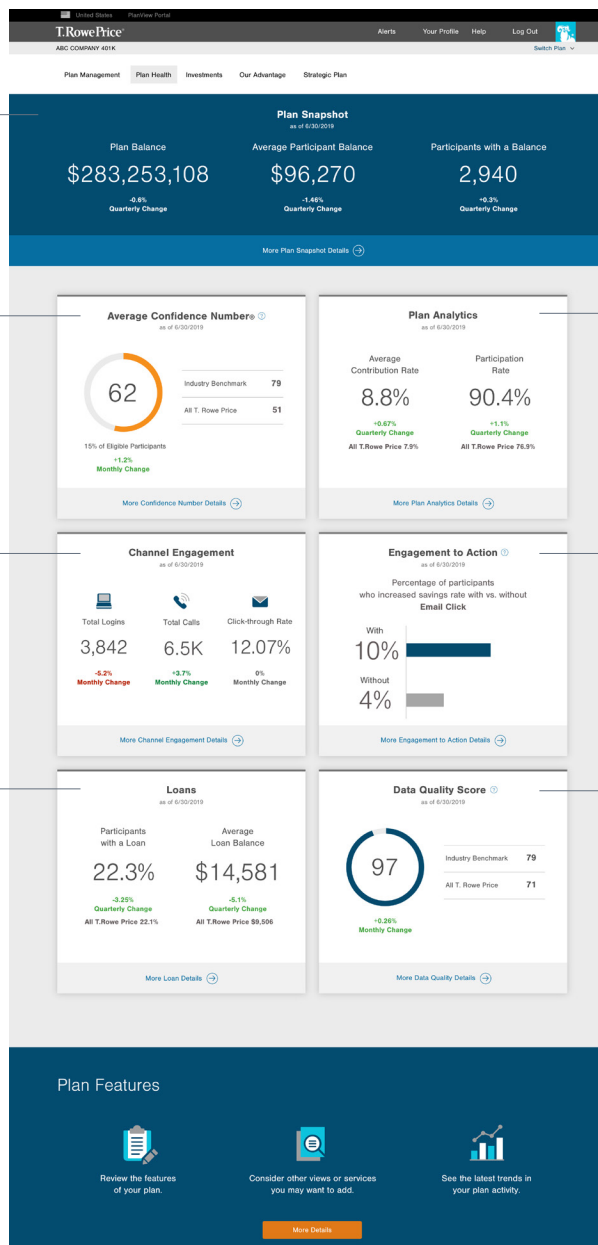 United States PlanView Portal
T.RowePrice®
Alerts Your Profile Help Log Out
ABC COMPANY 401K
Switch Plan
Plan Management Plan Health Investments Our Advantage Strategic Plan
Plan Snapshot
as of 6/30/2019
Plan Balance
$283,253,108
-0.6%
Quarterly Change
Average Participant Balance
$96,270
-1.46%
Quarterly Change
Participants with a Balance
2,940
+0.3%
Quarterly Change
More Plan Snapshot Details
Average Confidence Number® ?
as of 6/30/2019
62
Industry Benchmark 79
All T. Rowe Price 51
15% of Eligible Participants
+1.2%
Monthly Change
More Confidence Number Details
Plan Analytics
as of 6/30/2019
Average
Contribution Rate
8.8%
+0.67%
Quarterly Change
All T.Rowe Price 7.9%
Participation
Rate
90.4%
+1.1%
Quarterly Change
All T.Rowe Price 76.9%
More Plan Analytics Details
Channel Engagement
as of 6/30/2019
Total Logins
3,842
-5.2%
Monthly Change
Total Calls
6.5K
+3.7%
Monthly Change
Click-through Rate
12.07%
0%
Monthly Change
More Channel Engagement Details
Engagement to Action ?
as of 6/30/2019
Percentage of participants
who increased savings rate with vs. without
Email Click
With
10%
Without
4%
More Engagement to Action Details
Loans
as of 6/30/2019
Participants
with a Loan
22.3%
-3.25%
Quarterly Change
All T.Rowe Price 22.1%
Average
Loan Balance
$14,581
-5.1%
Quarterly Change
All T.Rowe Price $9,506
More Loan Details
Data Quality Score ?
as of 6/30/2019
97
Industry Benchmark 79
All T. Rowe Price 71
+0.26%
Monthly Change
More Data Quality Details
Plan Features
Review the features
of your plan.
Consider other views or services
you may want to add.
See the latest trends in
your plan activity.
More Details